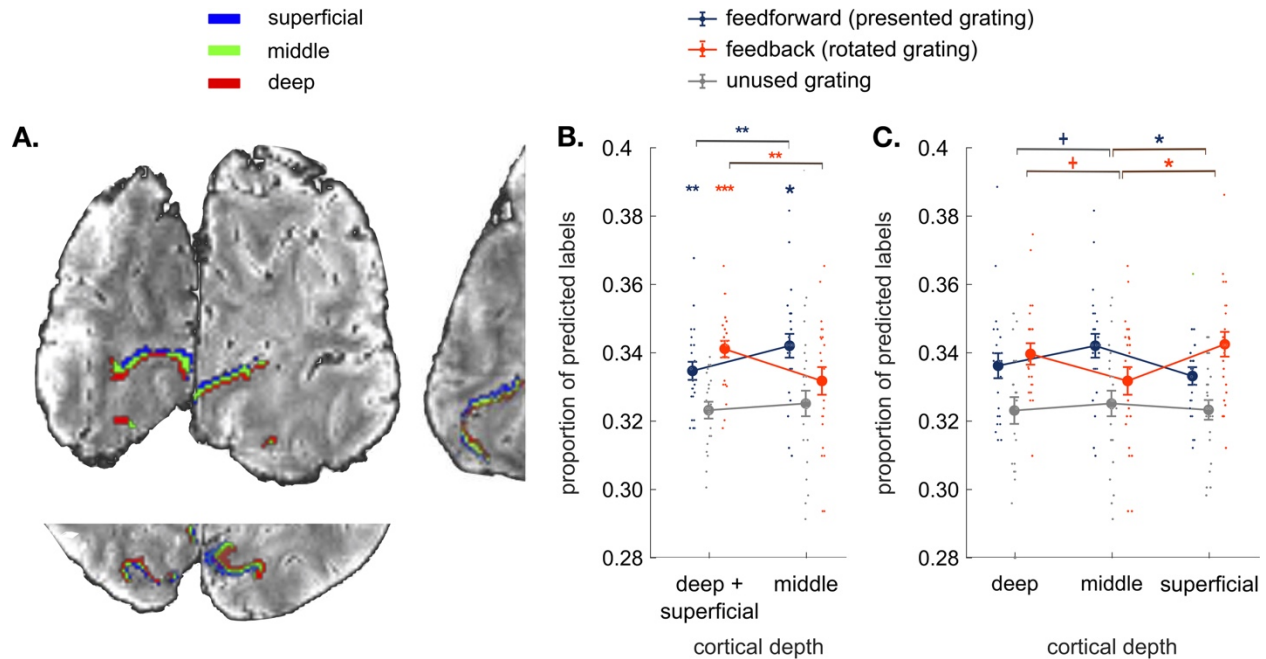 superficial
middle
deep
feedforward (presented grating)
feedback (rotated grating)
unused grating
A.
B.
C.
**
**
**
***
*
0.4
0.38
0.36
0.34
0.32
0.30
0.28
proportion of predicted labels
deep +
superficial
middle
cortical depth
+
*
+
*
0.4
0.38
0.36
0.34
0.32
0.30
0.28
proportion of predicted labels
deep
middle
superficial
cortical depth